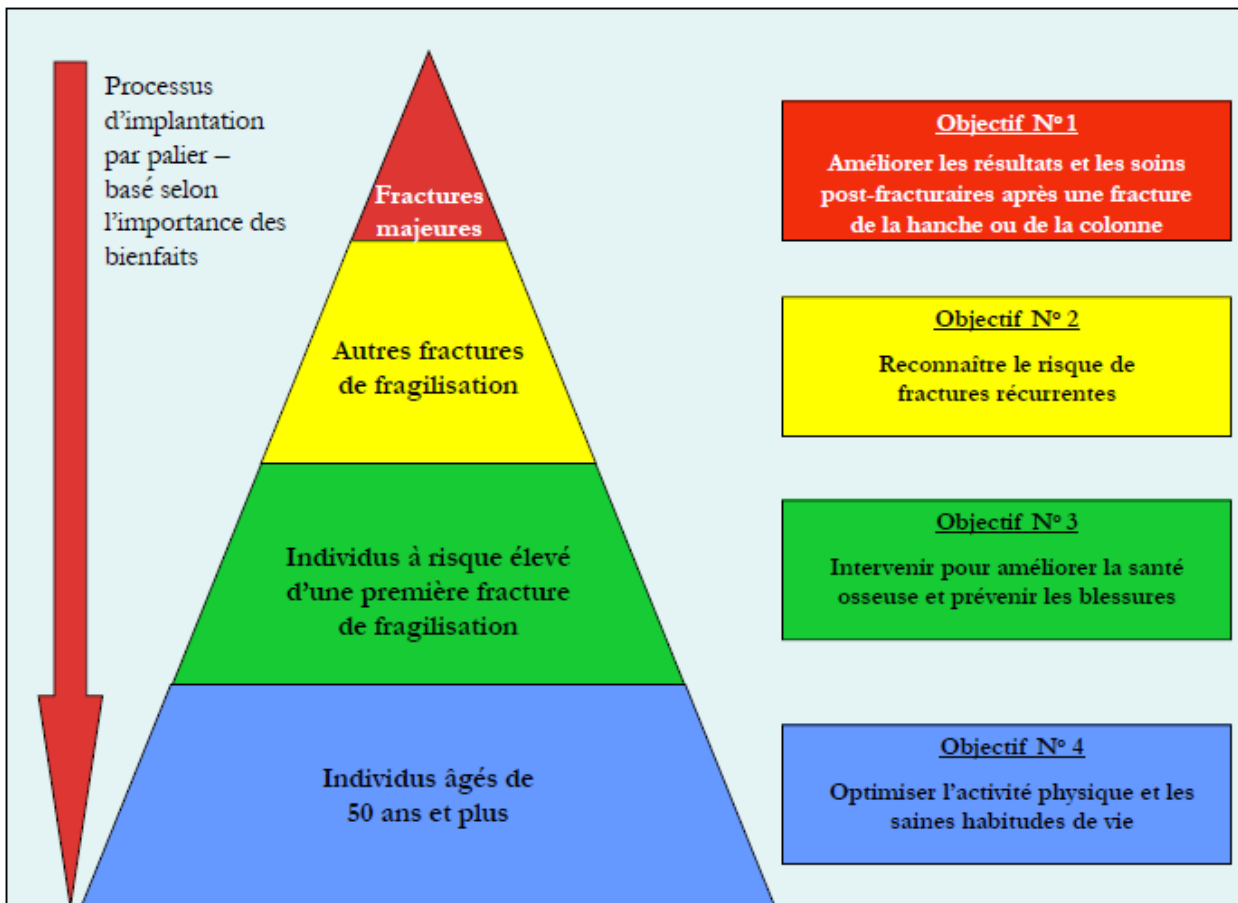 Processus
d'implantation
par palier –
basé selon
l'importance des
bienfaits
Fractures
majeures
Autres fractures
de fragilisation
Individus à risque élevé
d'une première fracture
de fragilisation
Individus âgés de
50 ans et plus
Objectif Nº 1
Améliorer les résultats et les soins
post-fracturaires après une fracture
de la hanche ou de la colonne
Objectif Nº 2
Reconnaître le risque de
fractures récurrentes
Objectif Nº 3
Intervenir pour améliorer la santé
osseuse et prévenir les blessures
Objectif Nº 4
Optimiser l'activité physique et les
saines habitudes de vie